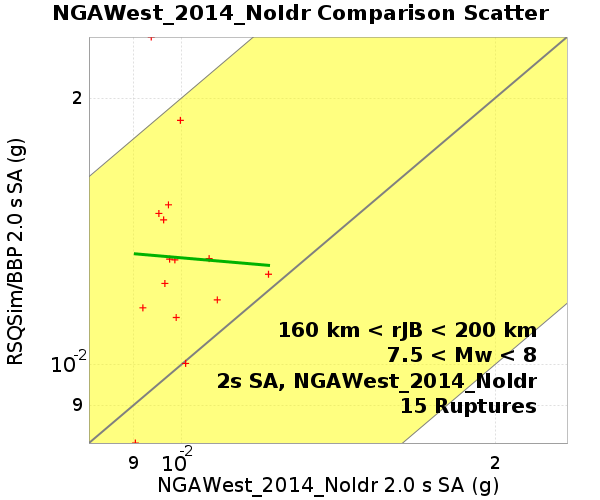 NGAWest_2014_NoIdr Comparison Scatter
RSQSim/BBP 2.0 s SA (g)
2
10-2
9
160 km < rJB < 200 km
7.5 < Mw < 8
2s SA, NGAWest_2014_NoIdr
15 Ruptures
9 10-2 2
NGAWest_2014_NoIdr 2.0 s SA (g)